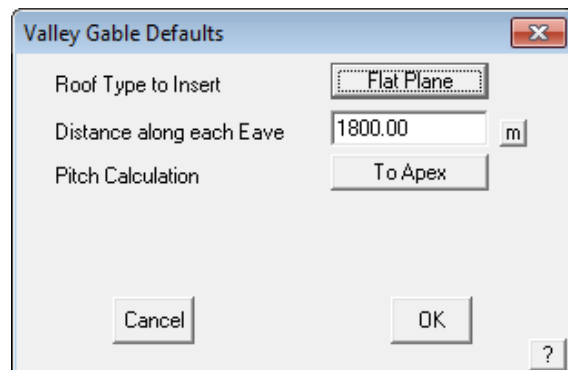 Valley Gable Defaults
Roof Type to Insert Flat Plane
Distance along each Eave 1800.00 m
Pitch Calculation To Apex
Cancel OK
?